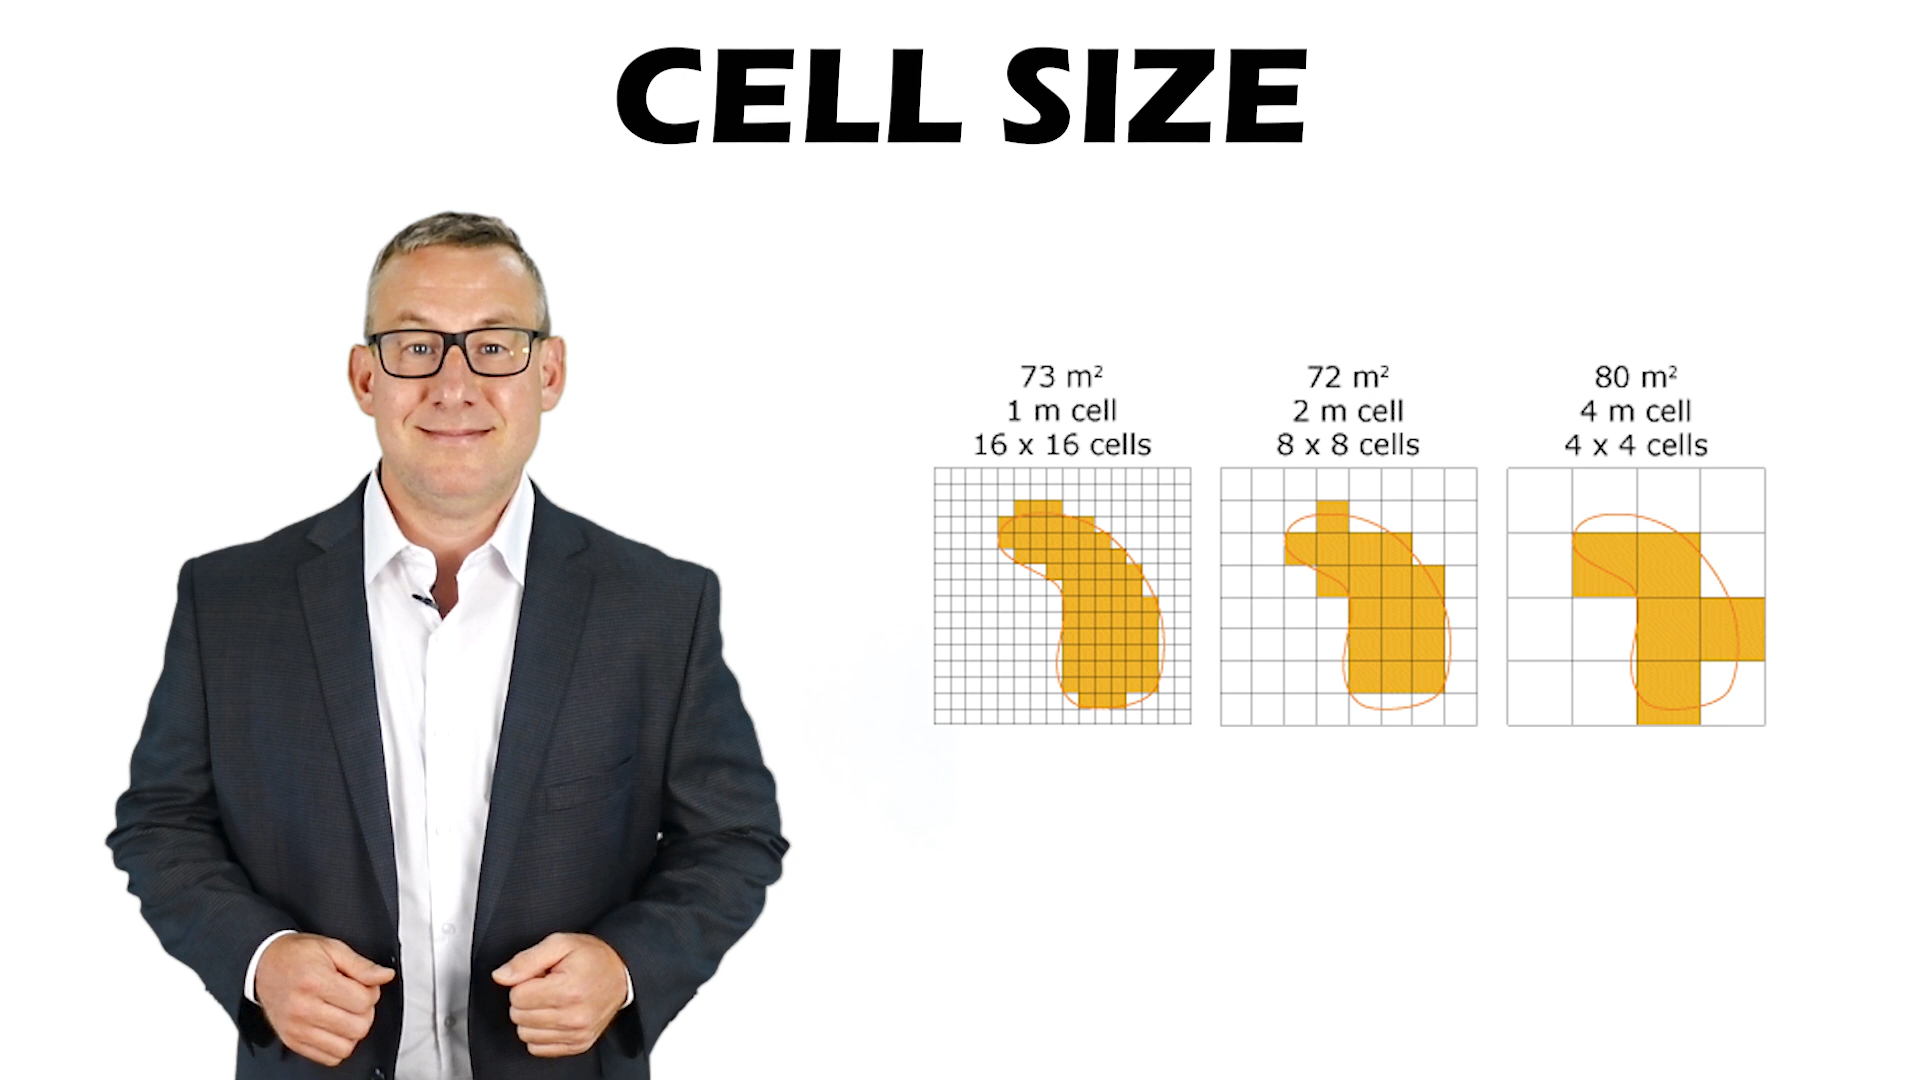 CELL SIZE
73 m²
1 m cell
16 x 16 cells
72 m²
2 m cell
8 x 8 cells
80 m²
4 m cell
4 x 4 cells